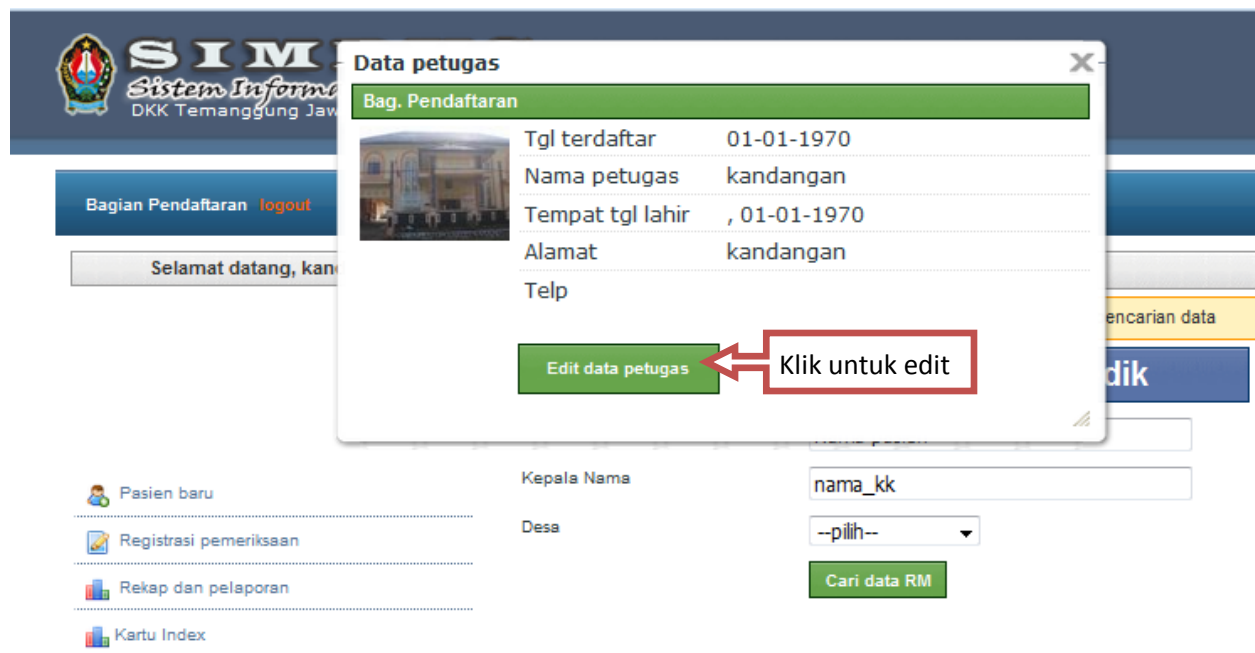 SIM
Sistem Informa
DKK Temanggung Jaw
Data petugas
X
Bag. Pendaftaran
Tgl terdaftar 01-01-1970
Nama petugas kandangan
Tempat tgl lahir , 01-01-1970
Alamat kandangan
Telp
Edit data petugas
Klik untuk edit
Bagian Pendaftaran logout
Selamat datang, kan
encarian data
dik
Kepala Nama nama_kk
Desa --pilih--
Cari data RM
Pasien baru
Registrasi pemeriksaan
Rekap dan pelaporan
Kartu Index